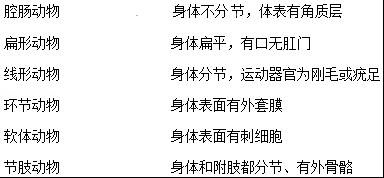 腔肠动物 身体不分节，体表有角质层
扁形动物 身体扁平，有口无肛门
线形动物 身体分节，运动器官为刚毛或疣足
环节动物 身体表面有外套膜
软体动物 身体表面有刺细胞
节肢动物 身体和附肢都分节、有外骨骼